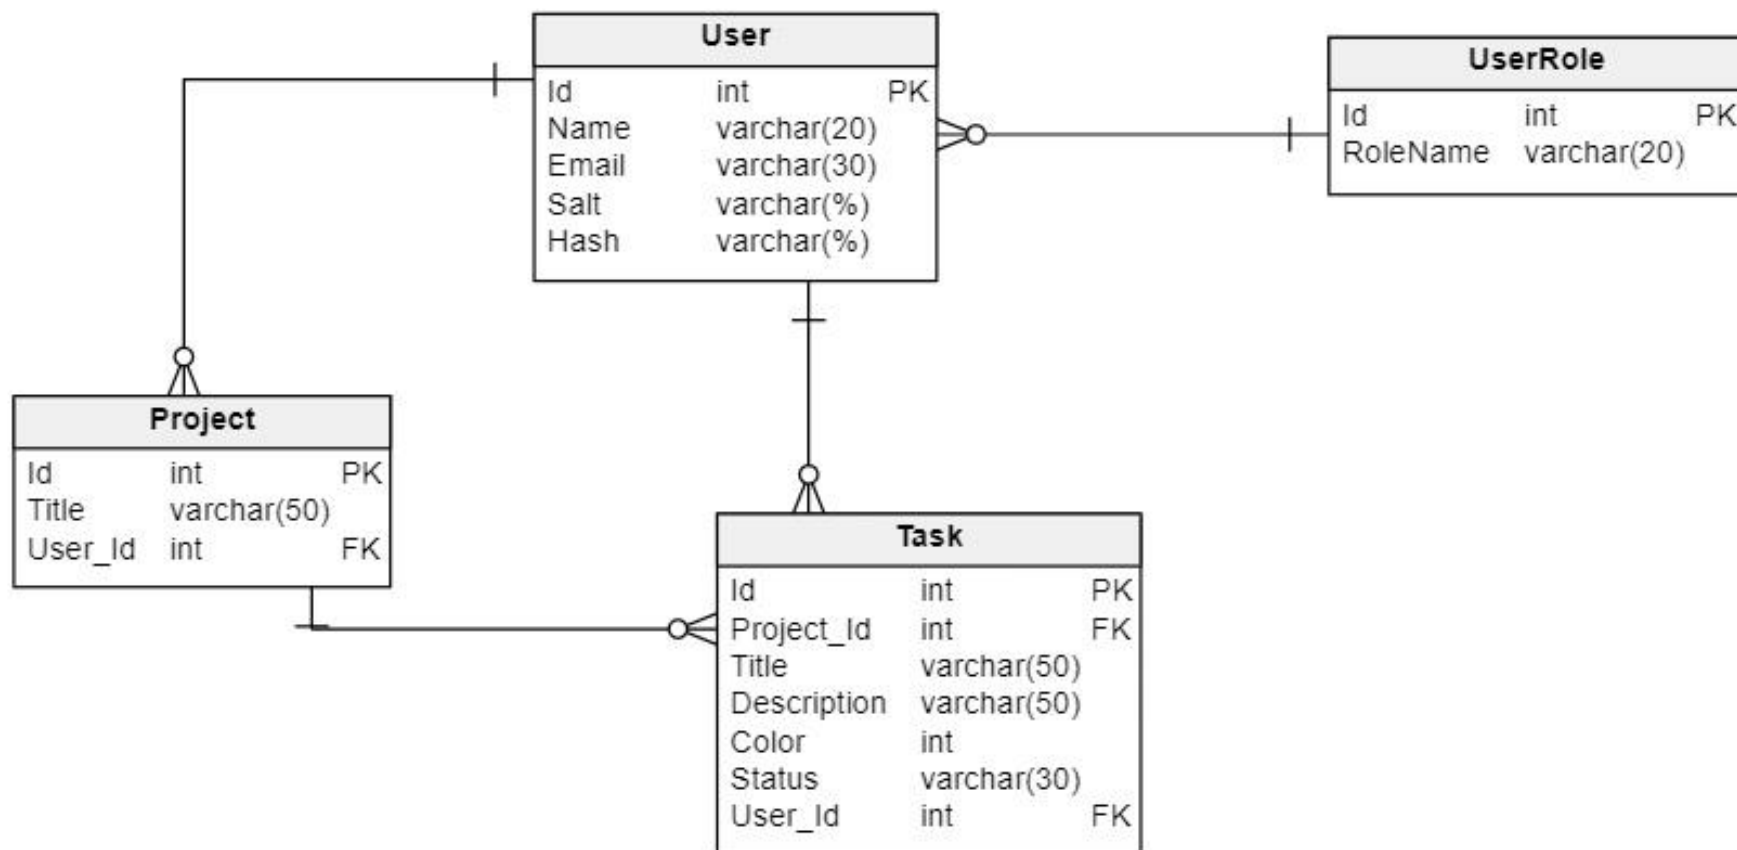 User
Id int PK
Name varchar(20)
Email varchar(30)
Salt varchar(%)
Hash varchar(%)
UserRole
Id int PK
RoleName varchar(20)
Project
Id int PK
Title varchar(50)
User_Id int FK
Task
Id int PK
Project_Id int FK
Title varchar(50)
Description varchar(50)
Color int
Status varchar(30)
User_Id int FK